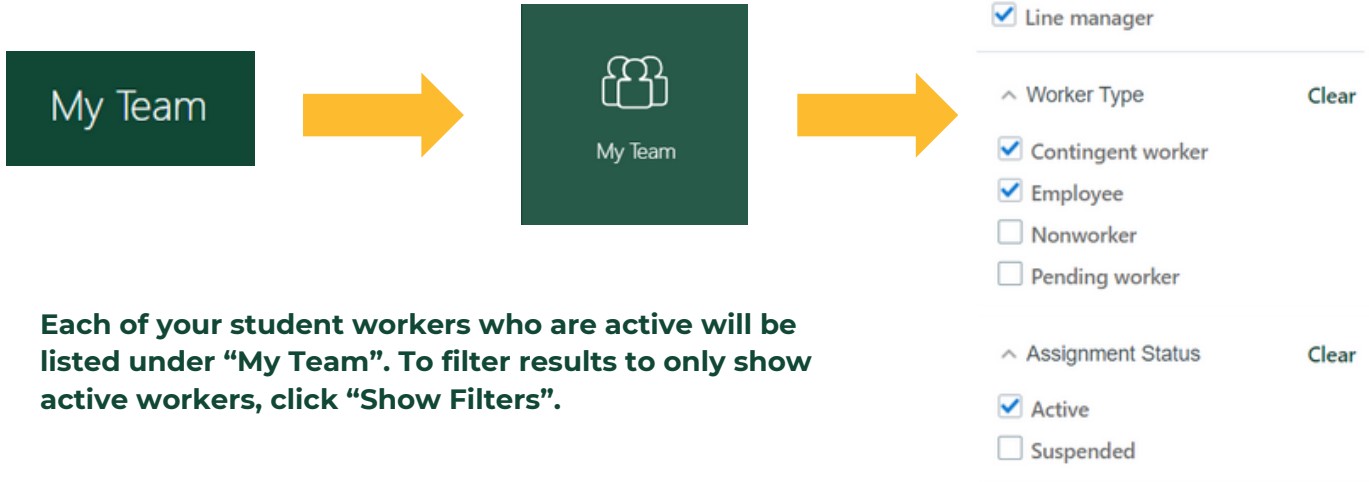 My Team
My Team
Line manager
Worker Type Clear
Contingent worker
Employee
Nonworker
Pending worker
Assignment Status Clear
Active
Suspended
Each of your student workers who are active will be
listed under “My Team”. To filter results to only show
active workers, click “Show Filters”.